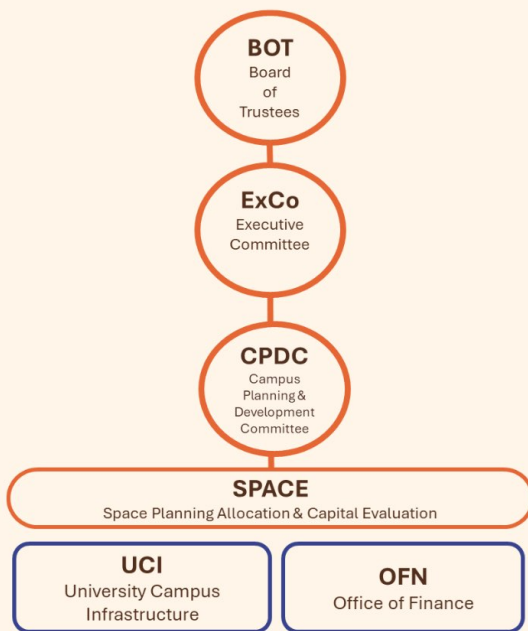 BOT
Board
of
Trustees
ExCo
Executive
Committee
CPDC
Campus
Planning &
Development
Committee
SPACE
Space Planning Allocation & Capital Evaluation
UCI
University Campus
Infrastructure
OFN
Office of Finance